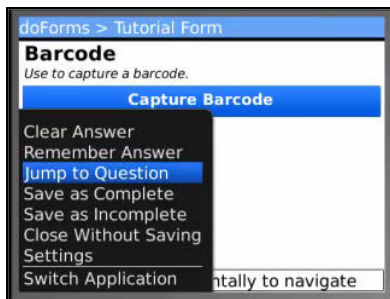 doForms > Tutorial Form
Barcode
Use to capture a barcode.
Capture Barcode
Clear Answer
Remember Answer
Jump to Question
Save as Complete
Save as Incomplete
Close Without Saving
Settings
Switch Application
ntally to navigate